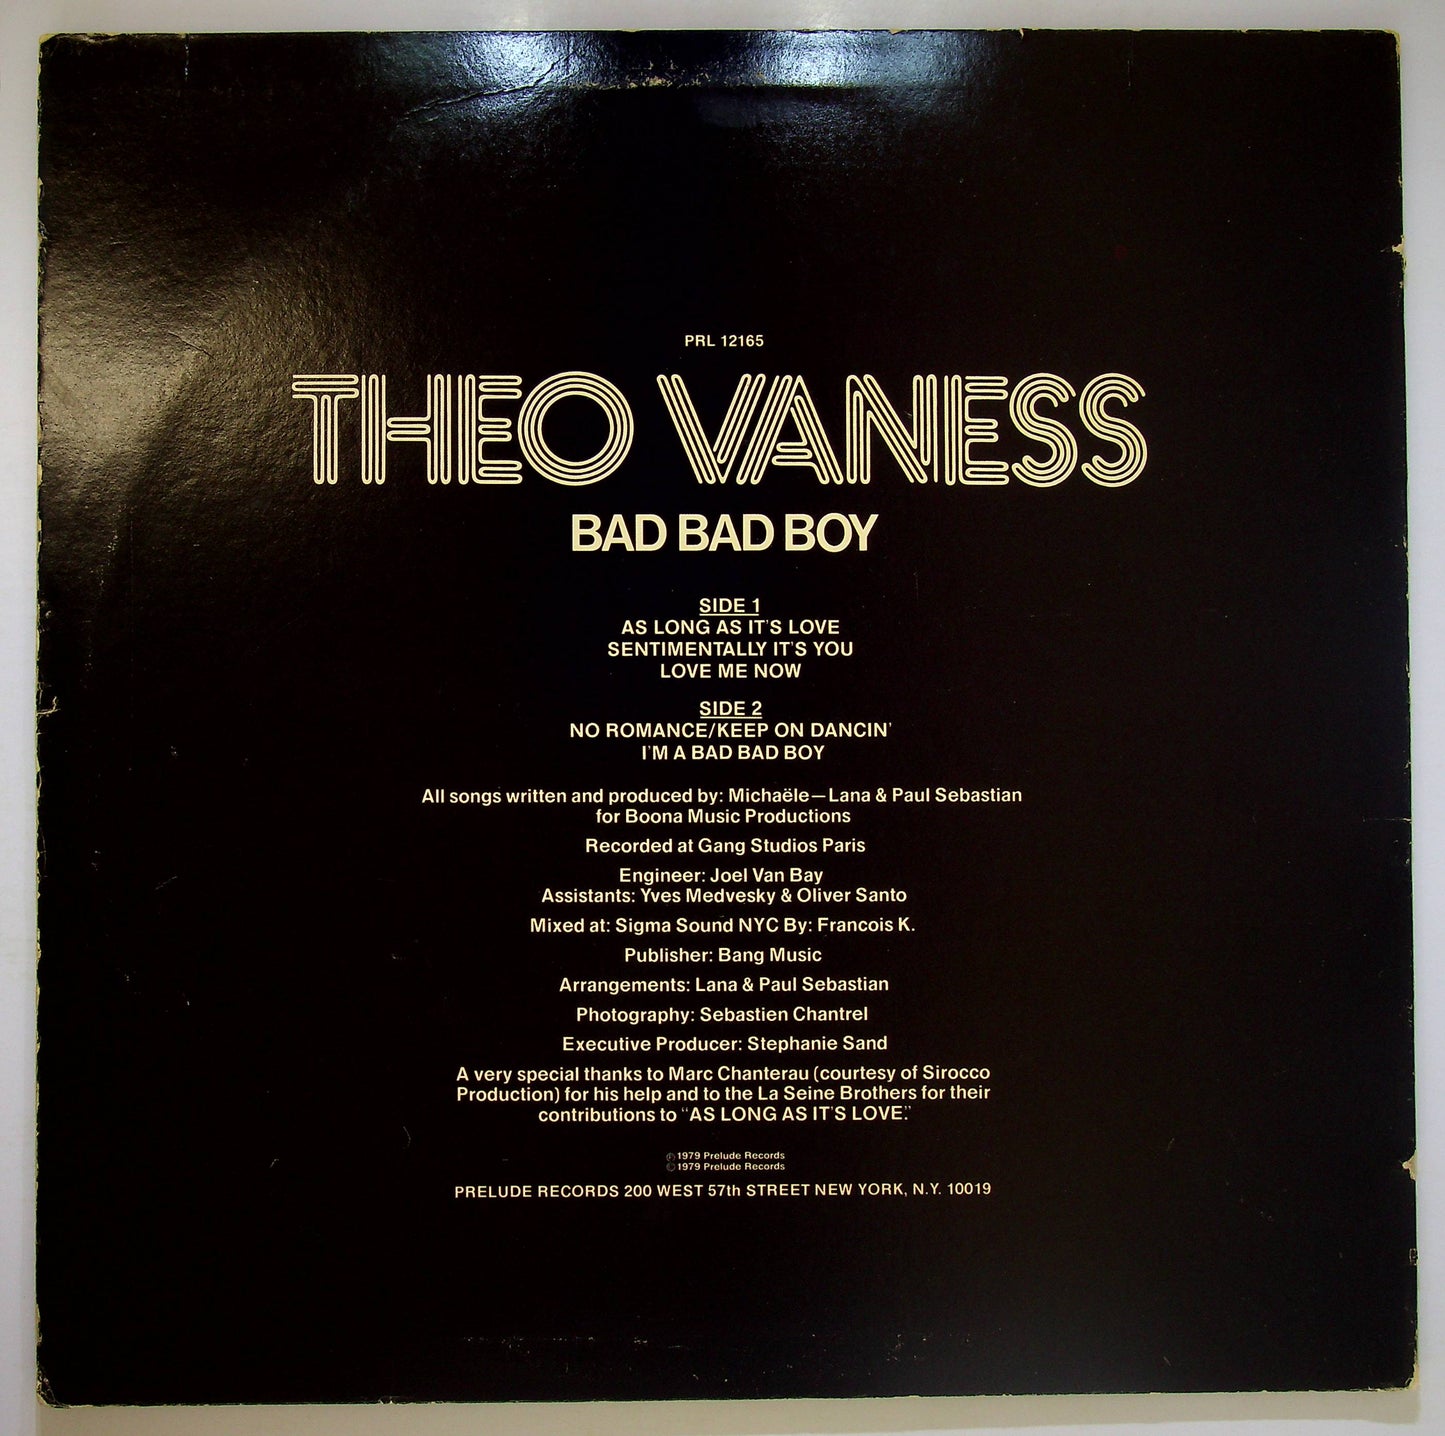 PRL 12165
THEO VANESS
BAD BAD BOY
SIDE 1
AS LONG AS IT'S LOVE
SENTIMENTALLY IT'S YOU
LOVE ME NOW
SIDE 2
NO ROMANCE/KEEP ON DANCIN'
I'M A BAD BAD BOY
All songs written and produced by: Michaële—Lana & Paul Sebastian
for Boona Music Productions
Recorded at Gang Studios Paris
Engineer: Joel Van Bay
Assistants: Yves Medvesky & Oliver Santo
Mixed at: Sigma Sound NYC By: Francois K.
Publisher: Bang Music
Arrangements: Lana & Paul Sebastian
Photography: Sebastien Chantrel
Executive Producer: Stephanie Sand
A very special thanks to Marc Chanterau (courtesy of Sirocco
Production) for his help and to the La Seine Brothers for their
contributions to “AS LONG AS IT'S LOVE.”
℗1979 Prelude Records
©1979 Prelude Records
PRELUDE RECORDS 200 WEST 57th STREET NEW YORK, N.Y. 10019